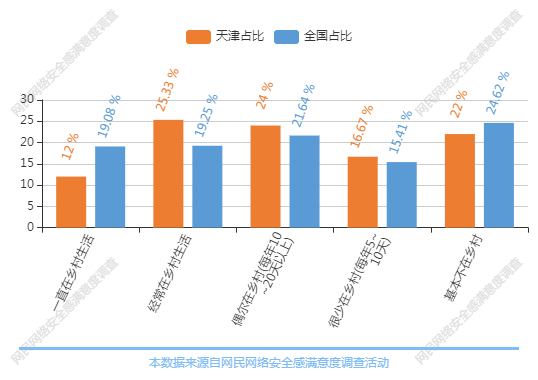 网民网络安全感满意度调查
网民网络安全感满意度调查
天津占比
全国占比
30
25
20
15
10
5
0
12 %
19.08 %
25.33 %
19.25 %
24 %
21.64 %
16.67 %
15.41 %
22 %
24.62 %
一直在乡村生活
经常在乡村生活
偶尔在乡村(每年10
~20天以上)
很少在乡村(每年5~
10天)
基本不在乡村
网民网络安全感满意度调查
网民网络安全感满意度调查
本数据来源自网民网络安全感满意度调查活动